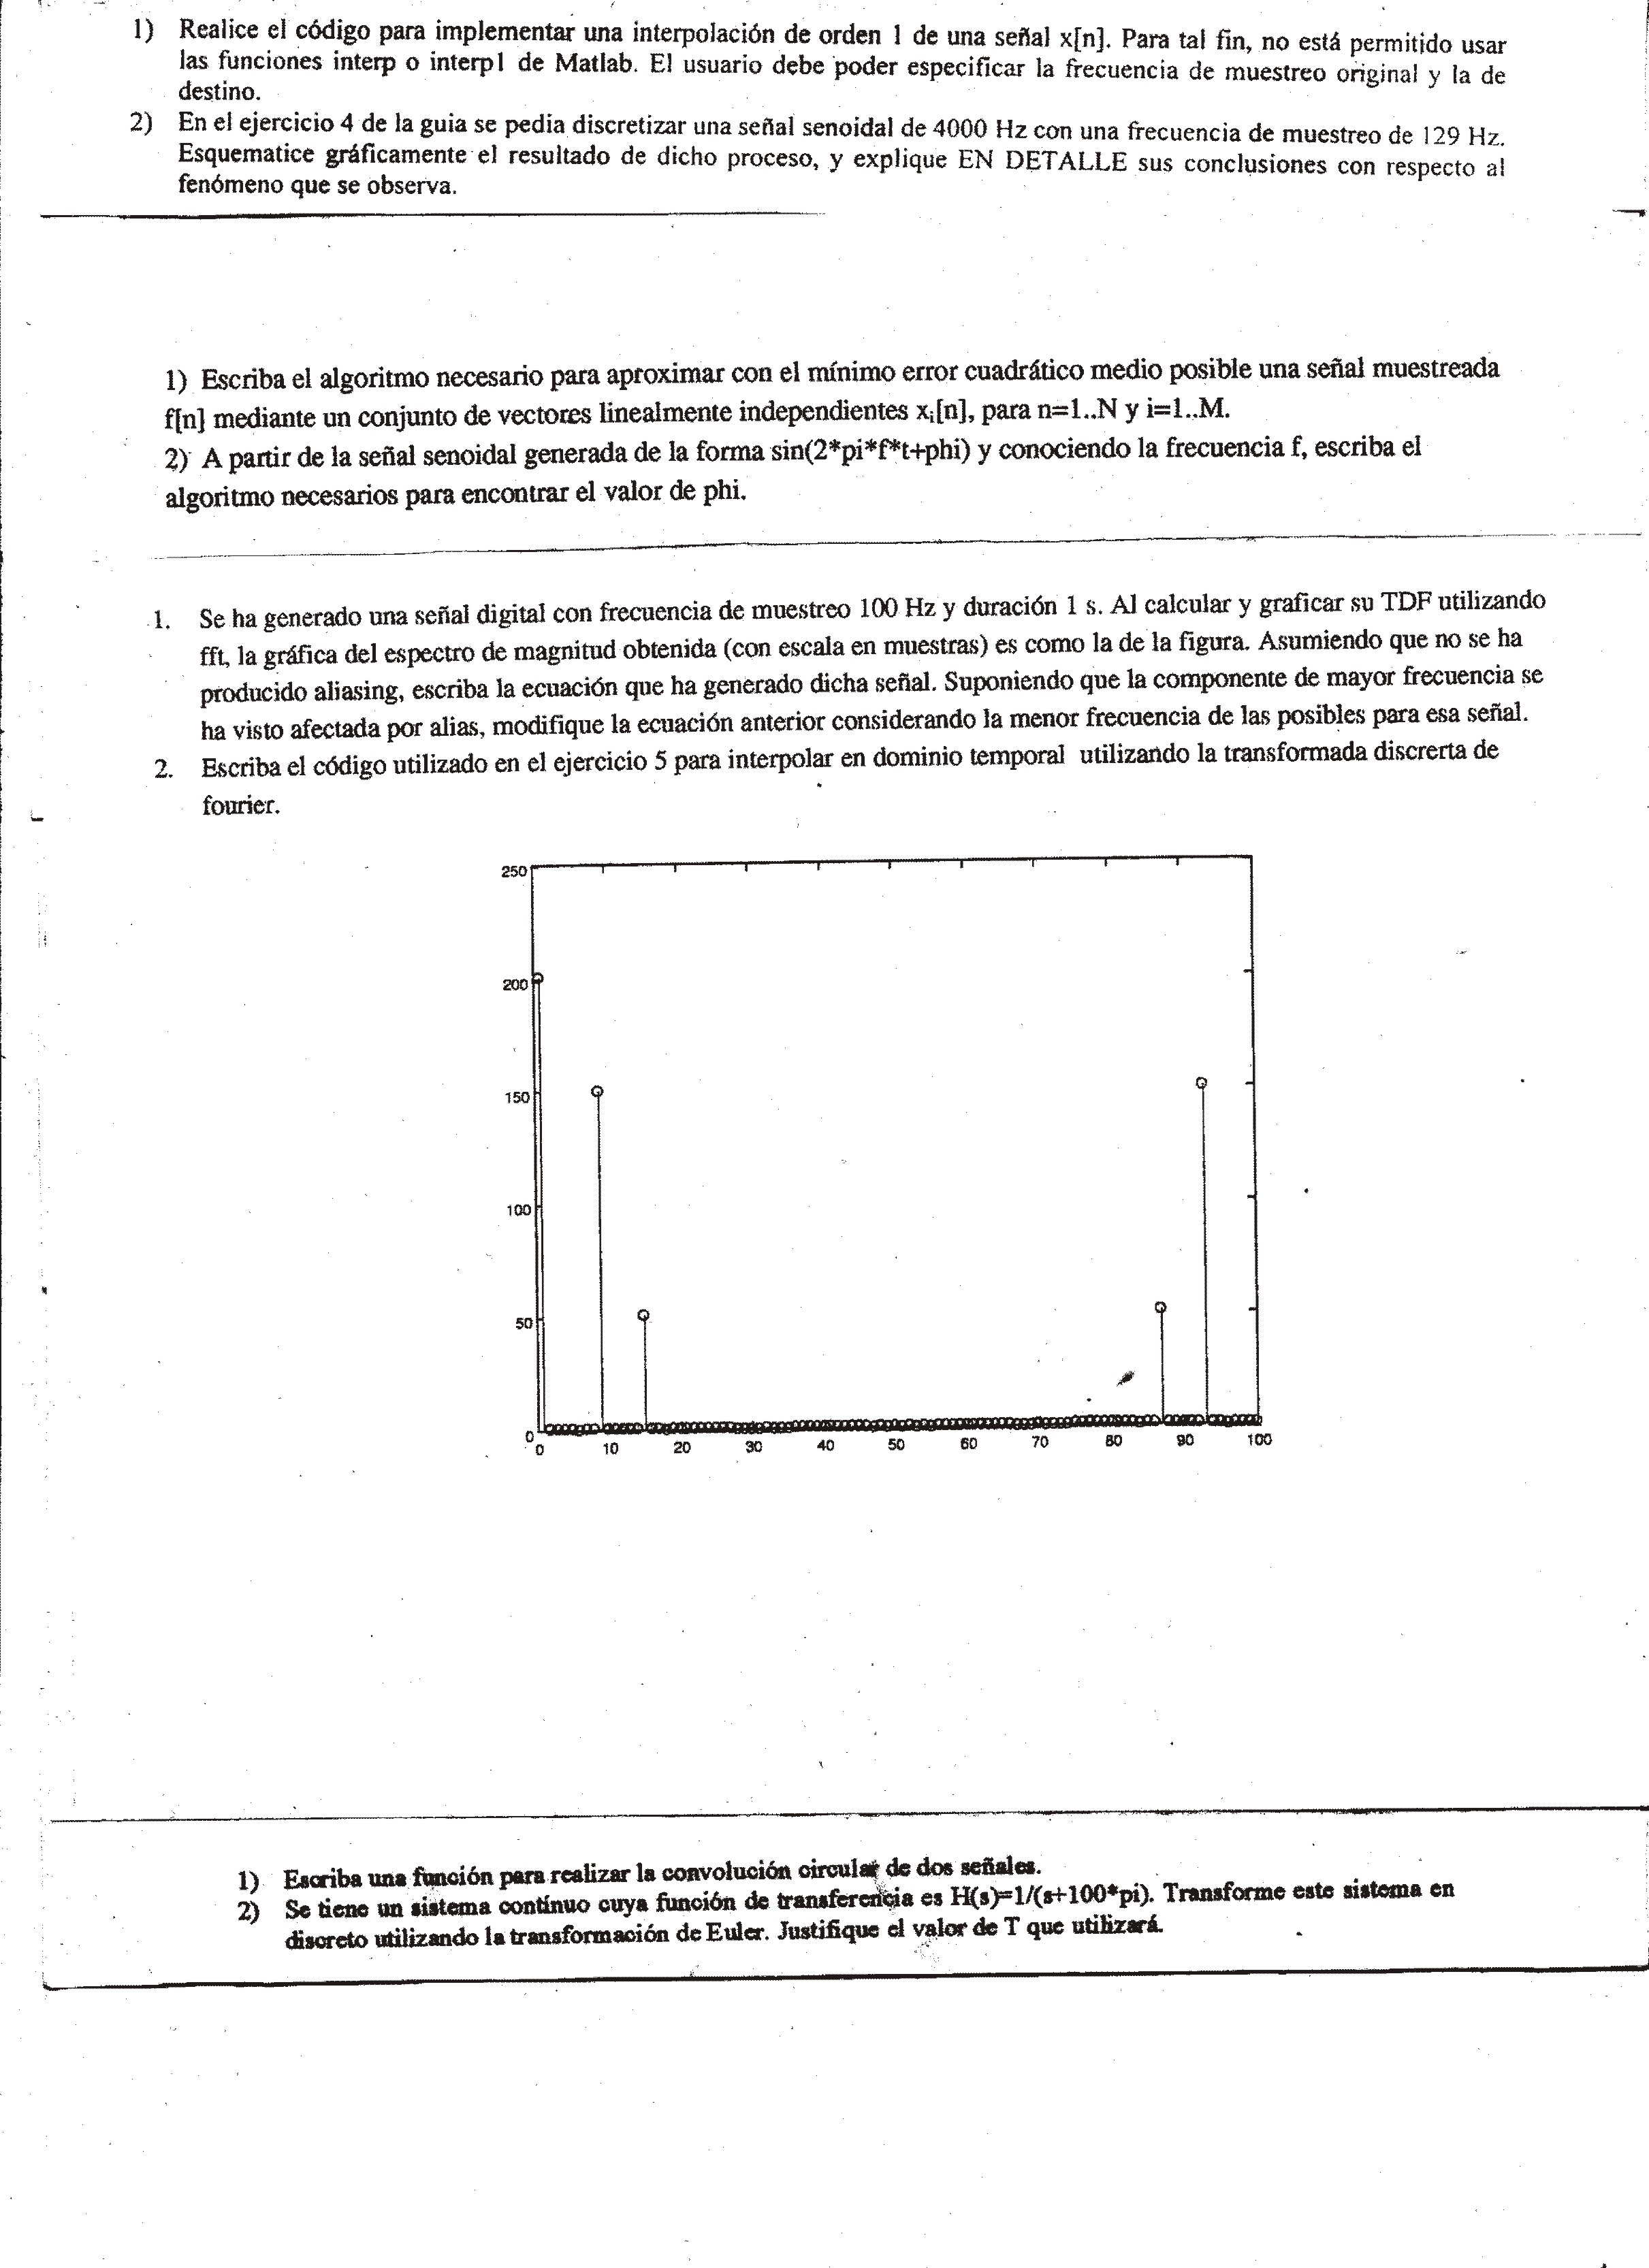 1) Realice el código para implementar una interpolación de orden 1 de una señal x[n]. Para tal fin, no está permitido usar
las funciones interp o interp1 de Matlab. El usuario debe poder especificar la frecuencia de muestreo original y la de
destino.
2) En el ejercicio 4 de la guia se pedia discretizar una señal senoidal de 4000 Hz con una frecuencia de muestreo de 129 Hz.
Esquematice gráficamente el resultado de dicho proceso, y explique EN DETALLE sus conclusiones con respecto al
fenómeno que se observa.
1) Escriba el algoritmo necesario para aproximar con el mínimo error cuadrático medio posible una señal muestreada
f[n] mediante un conjunto de vectores linealmente independientes xᵢ[n], para n=1..N y i=1..M.
2) A partir de la señal senoidal generada de la forma sin(2*pi*f*t+phi) y conociendo la frecuencia f, escriba el
algoritmo necesarios para encontrar el valor de phi.
1. Se ha generado una señal digital con frecuencia de muestreo 100 Hz y duración 1 s. Al calcular y graficar su TDF utilizando
fft, la gráfica del espectro de magnitud obtenida (con escala en muestras) es como la de la figura. Asumiendo que no se ha
producido aliasing, escriba la ecuación que ha generado dicha señal. Suponiendo que la componente de mayor frecuencia se
ha visto afectada por alias, modifique la ecuación anterior considerando la menor frecuencia de las posibles para esa señal.
2. Escriba el código utilizado en el ejercicio 5 para interpolar en dominio temporal utilizando la transformada discrerta de
fourier.
250
200
150
100
50
0
0 10 20 30 40 50 60 70 80 90 100
1) Escriba una función para realizar la convolución circular de dos señales.
2) Se tiene un sistema contínuo cuya función de transferencia es H(s)=1/(s+100*pi). Transforme este sistema en
discreto utilizando la transformación de Euler. Justifique el valor de T que utilizará.